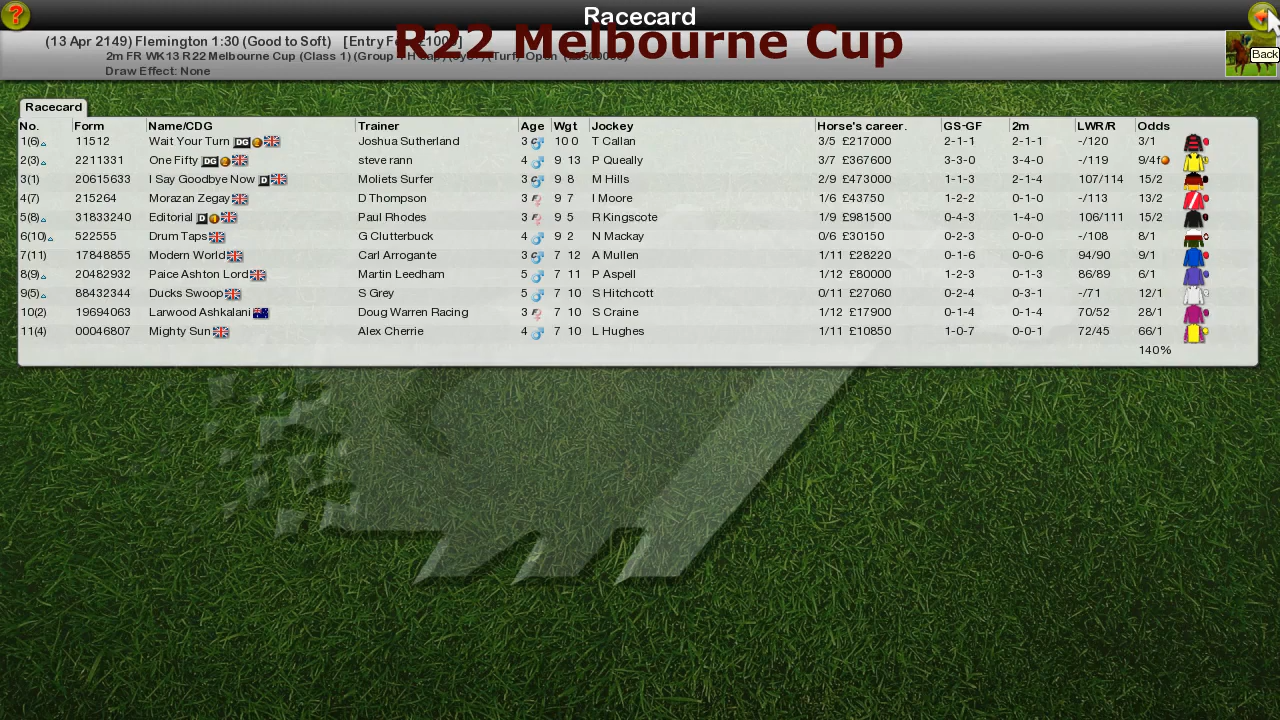 Racecard
R22 Melbourne Cup
(13 Apr 2149) Flemington 1:30 (Good to Soft) [Entry
2m FR WK13 R22 Melbourne Cup (Class 1) (Group 1 H
Back
Draw Effect: None
Racecard
No. Form Name/CDG Trainer Age Wgt Jockey Horse's career. GS-GF 2m LWR/R Odds
1(6) 11512 Wait Your Turn DG Joshua Sutherland 3 10 0 T Callan 3/5 £217000 2-1-1 2-1-1 -/120 3/1
2(3) 2211331 One Fifty DG steve rann 4 9 13 P Queally 3/7 £367600 3-3-0 3-4-0 -/119 9/4f
3(1) 20615633 I Say Goodbye Now D Moliets Surfer 3 9 8 M Hills 2/9 £473000 1-1-3 2-1-4 107/114 15/2
4(7) 215264 Morazan Zegay D Thompson 3 9 7 I Moore 1/6 £43750 1-2-2 1-0-1 -/113 13/2
5(8) 31833240 Editorial D Paul Rhodes 3 9 5 R Kingscote 1/9 £981500 0-4-3 1-4-0 106/111 15/2
6(10) 522555 Drum Taps G Clutterbuck 4 9 2 N Mackay 0/6 £30150 0-2-3 0-0-0 -/108 8/1
7(11) 17848855 Modern World Carl Arrogante 3 7 12 A Mullen 1/11 £28220 0-1-6 0-0-6 94/90 9/1
8(9) 20482932 Paice Ashton Lord Martin Leedham 5 7 11 P Aspell 1/12 £80000 1-2-3 0-1-3 86/89 6/1
9(5) 88432344 Ducks Swoop S Grey 5 7 10 S Hitchcott 0/11 £27060 0-2-4 0-3-1 -/71 12/1
10(2) 19694063 Larwood Ashkalani Doug Warren Racing 3 7 10 S Craine 1/12 £17900 0-1-4 0-1-4 70/52 28/1
11(4) 00046807 Mighty Sun Alex Cherrie 4 7 10 L Hughes 1/11 £10850 1-0-7 0-0-1 72/45 66/1
140%